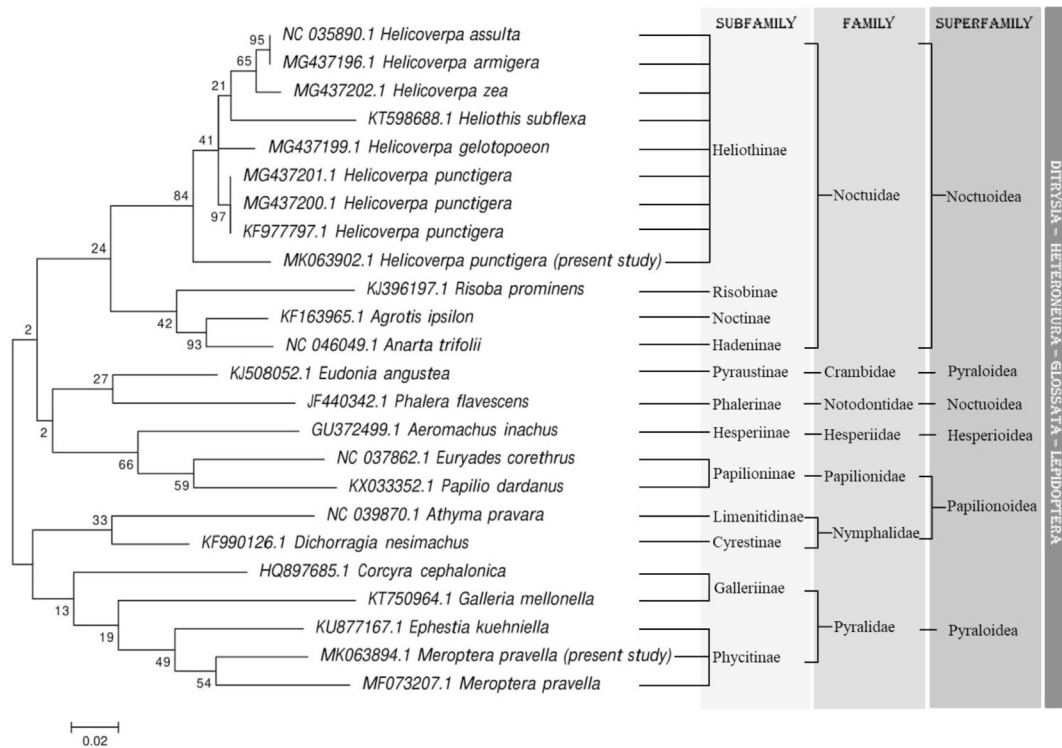 SUBFAMILY FAMILY SUPERFAMILY
95 NC 035890.1 Helicoverpa assulta
MG437196.1 Helicoverpa armigera
65
MG437202.1 Helicoverpa zea
21
KT598688.1 Heliothis subflexa
41
MG437199.1 Helicoverpa gelotopoeon Heliothinae
MG437201.1 Helicoverpa punctigera
84 Noctuidae Noctuoidea
MG437200.1 Helicoverpa punctigera
97
KF977797.1 Helicoverpa punctigera
24
MK063902.1 Helicoverpa punctigera (present study)
KJ396197.1 Risoba prominens Risobinae
42
KF163965.1 Agrotis ipsilon Noctinae
2
93
NC 046049.1 Anarta trifolii Hadeninae
KJ508052.1 Eudonia angustea Pyraustinae Crambidae Pyraloidea
27
JF440342.1 Phalera flavescens Phalerinae Notodontidae Noctuoidea
2
GU372499.1 Aeromachus inachus Hesperiinae Hesperiidae Hesperioidea
66
NC 037862.1 Euryades corethrus
Papilioninae Papilionidae
59
KX033352.1 Papilio dardanus
Papilionoidea
33 NC 039870.1 Athyma pravara Limenitidinae
Nymphalidae
KF990126.1 Dichorragia nesimachus Cyrestinae
HQ897685.1 Corcyra cephalonica
Galleriinae
13
KT750964.1 Galleria mellonella
19
KU877167.1 Ephestia kuehniella Pyralidae Pyraloidea
49
MK063894.1 Meroptera pravella (present study) Phycitinae
54
MF073207.1 Meroptera pravella
0.02
DITRYSIA – HETERONEURA – GLOSSATA – LEPIDOPTERA